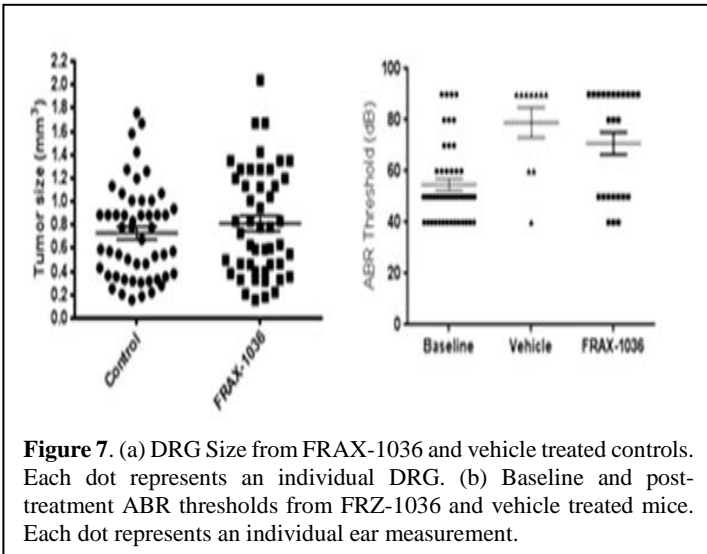 2.2
2.0
1.8
1.6
1.4
1.2
1.0
0.8
0.6
0.4
0.2
0.0
Tumor size (mm³)
Control
FRAX-1036
100
80
60
40
20
0
ABR Threshold (dB)
Baseline
Vehicle
FRAX-1036
Figure 7. (a) DRG Size from FRAX-1036 and vehicle treated controls.
Each dot represents an individual DRG. (b) Baseline and post-
treatment ABR thresholds from FRZ-1036 and vehicle treated mice.
Each dot represents an individual ear measurement.